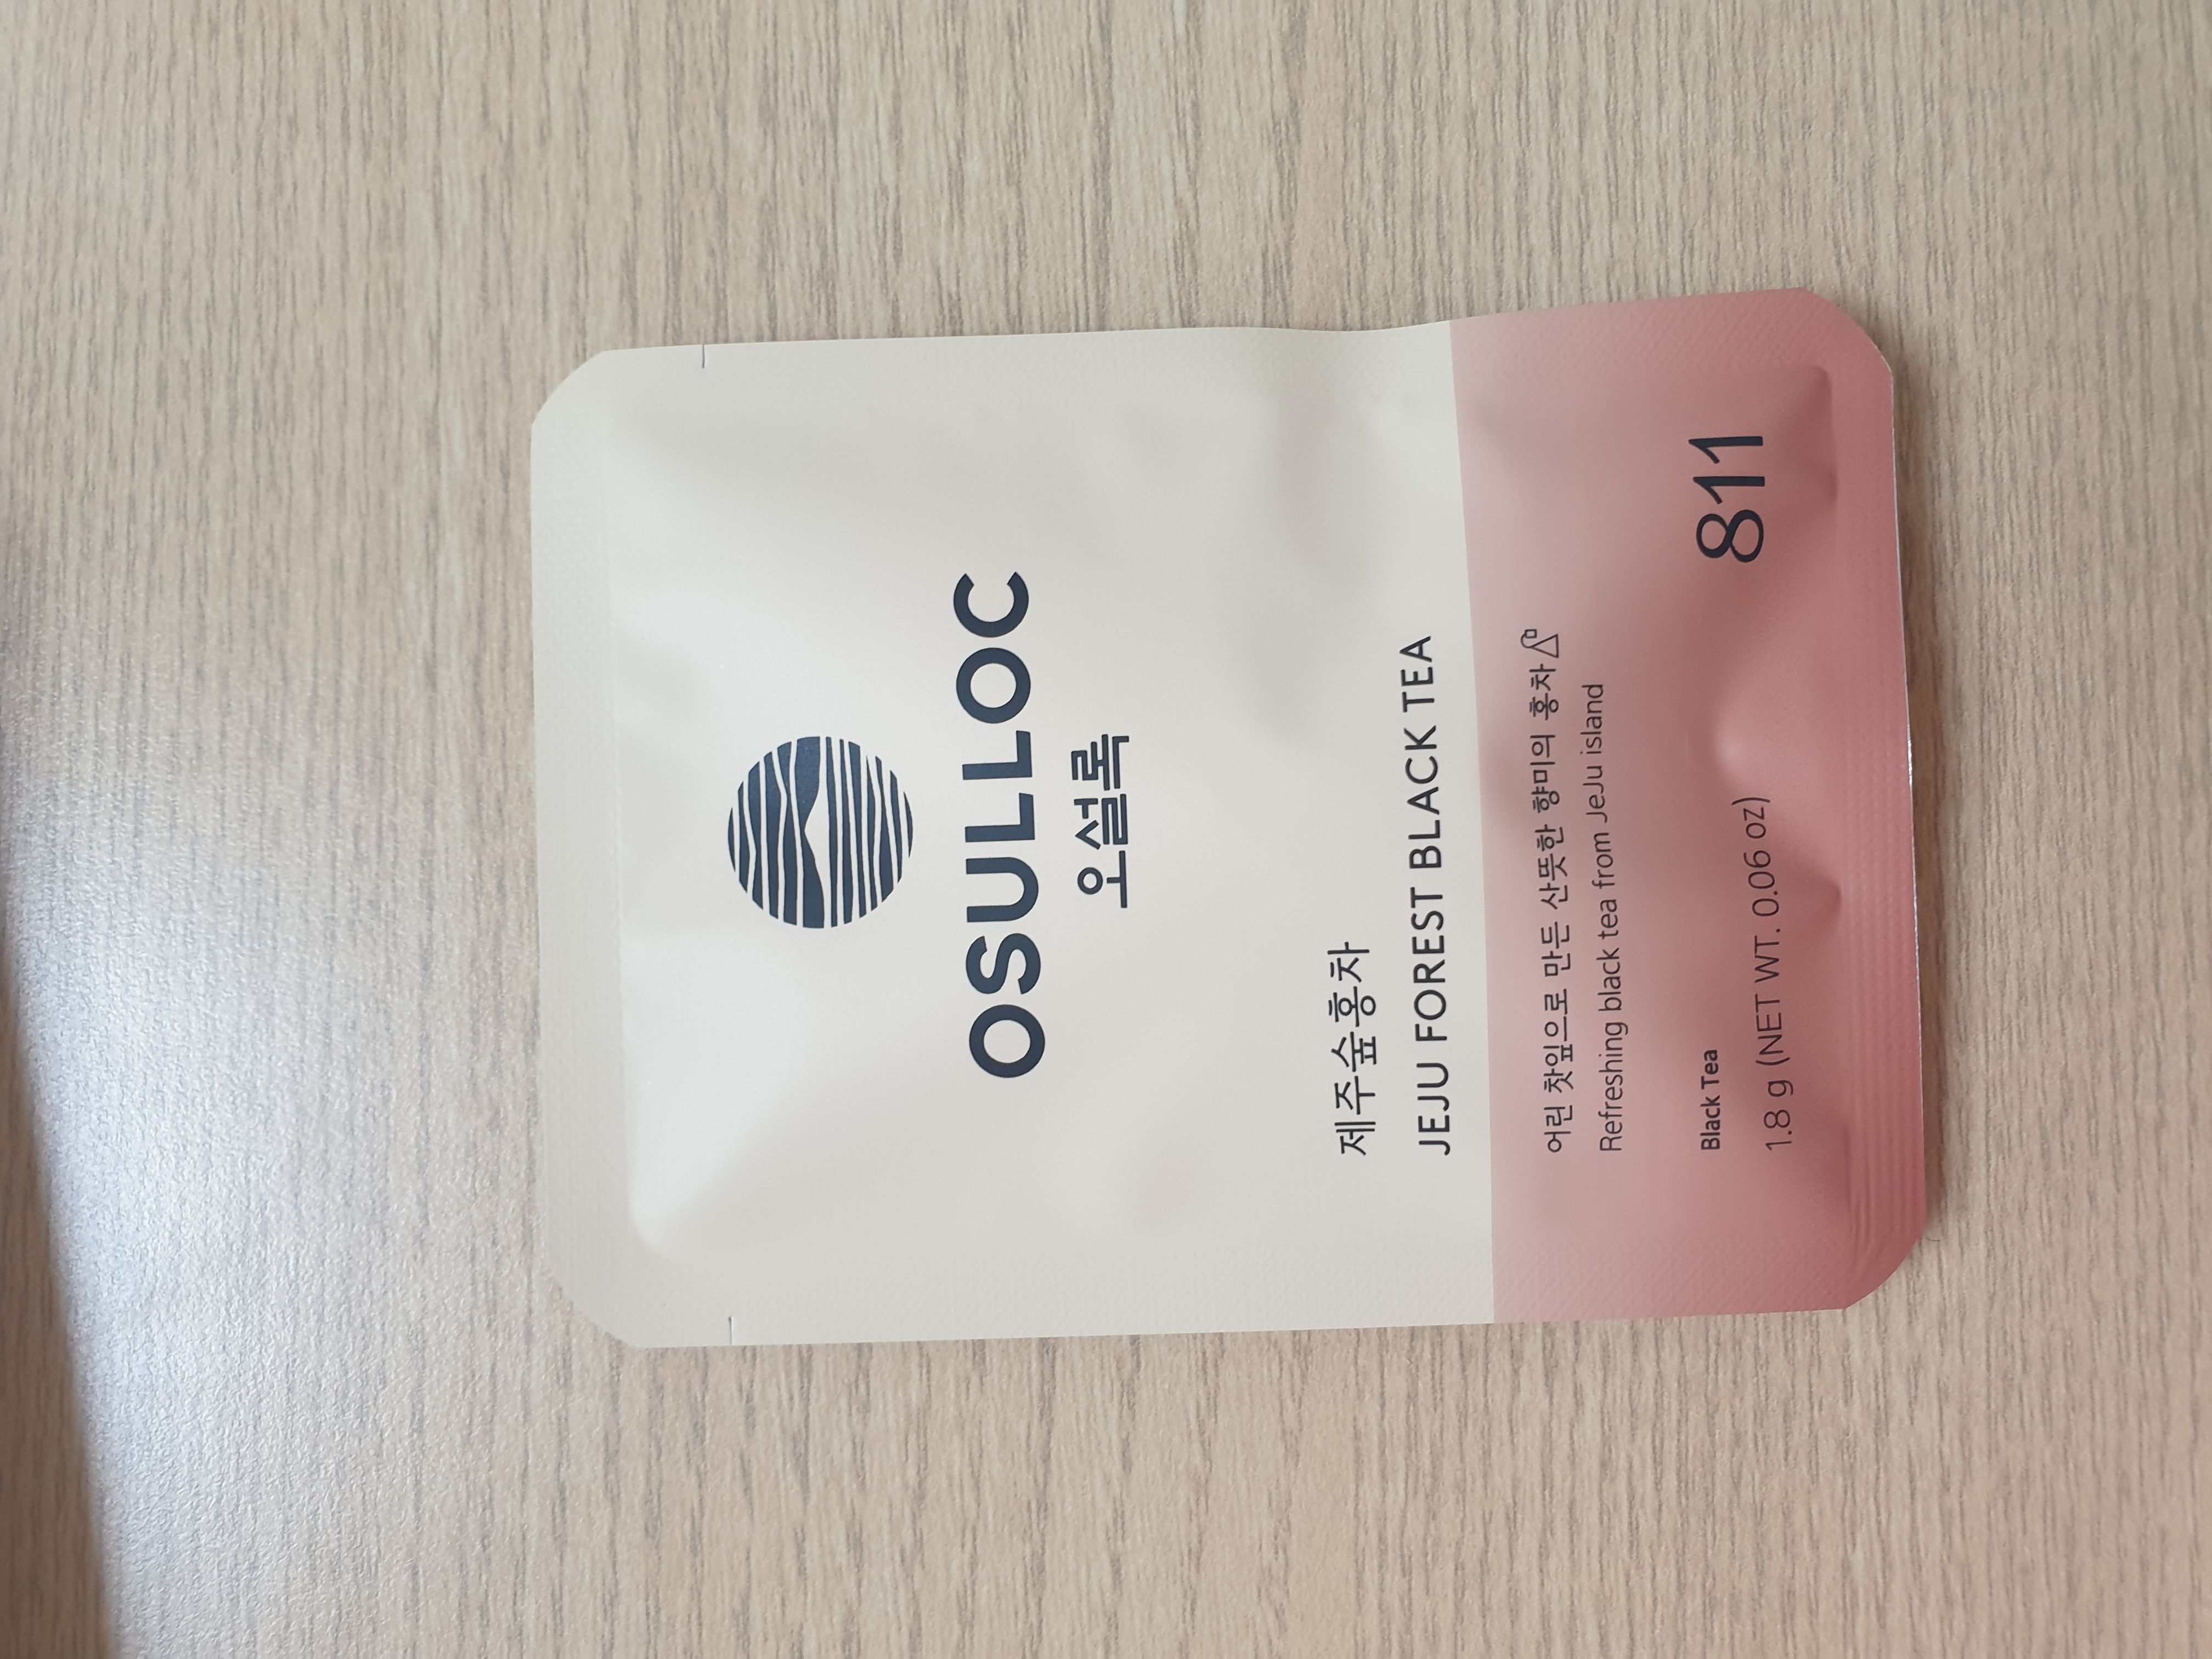 OSULLOC
오설록
제주숲홍차
JEJU FOREST BLACK TEA
어린 찻잎으로 만든 산뜻한 향미의 홍차
Refreshing black tea from JeJu island
Black Tea
1.8 g (NET WT. 0.06 oz)
811